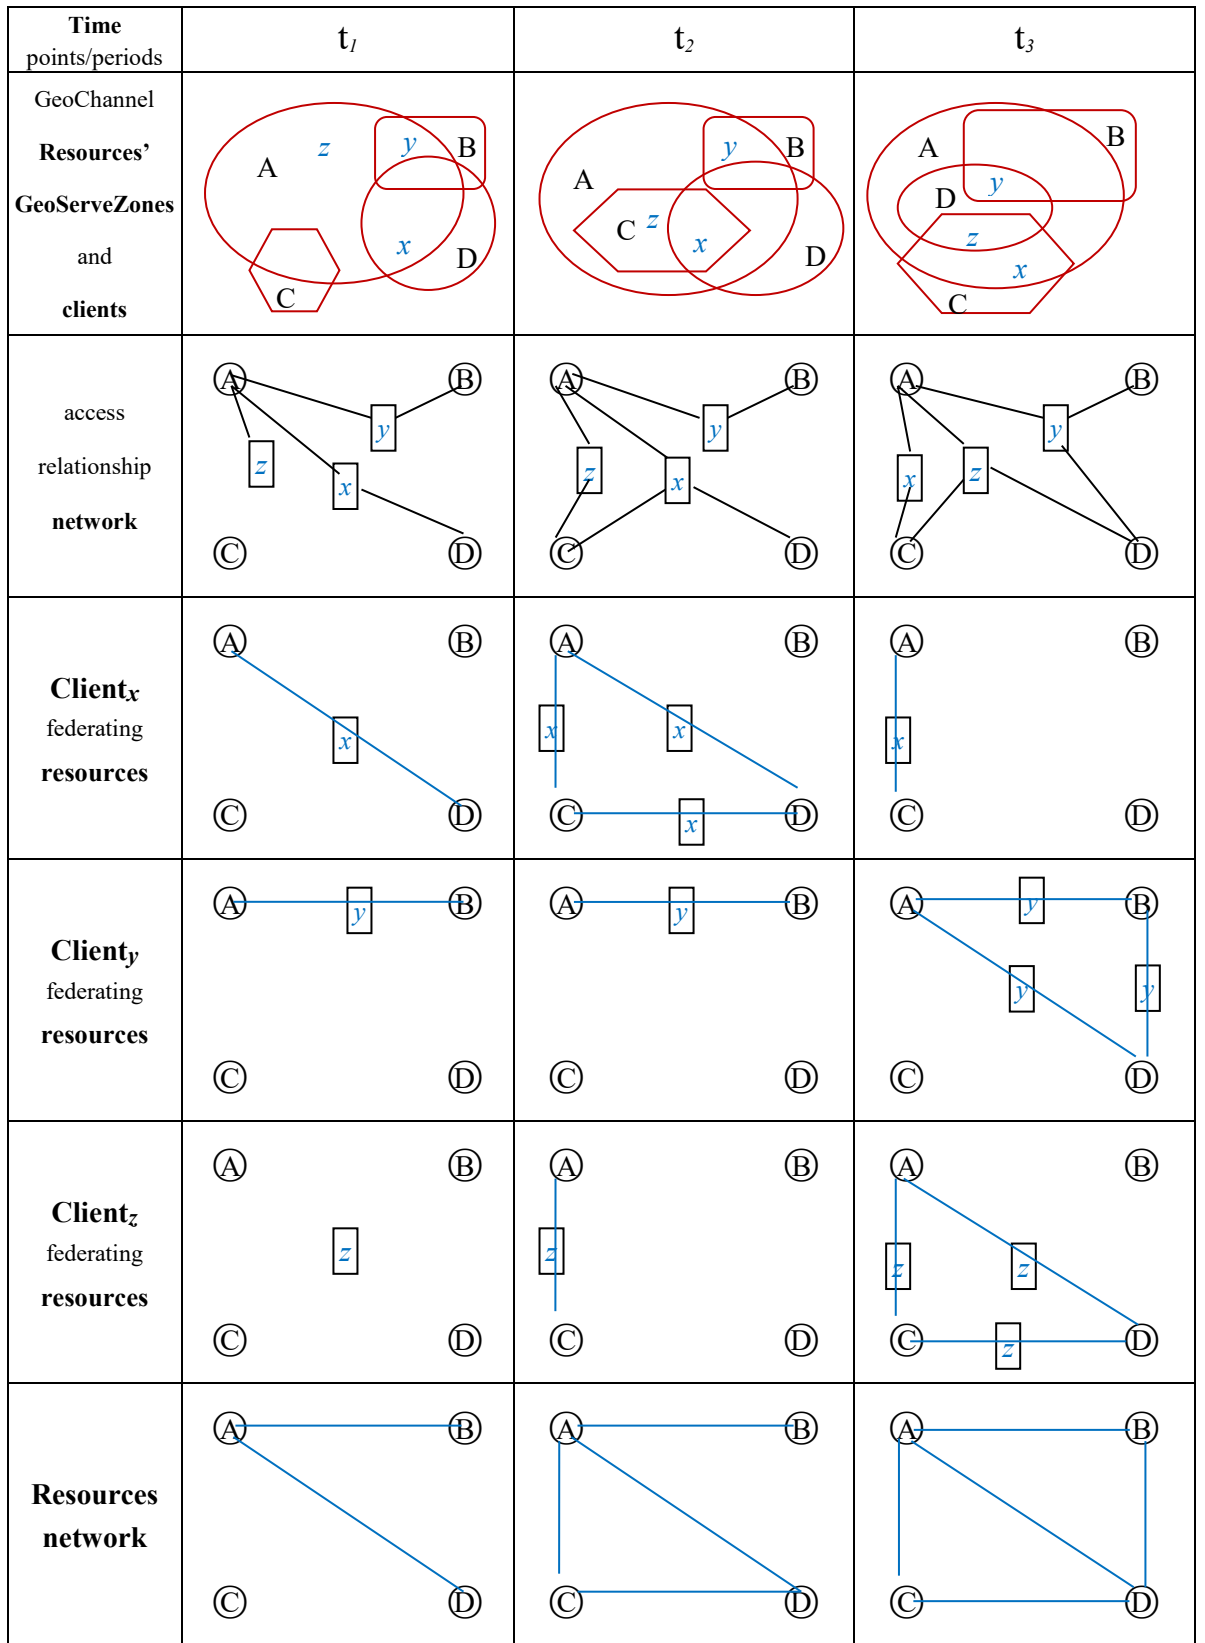 Time
points/periods
t1
t2
t3
GeoChannel
Resources’
GeoServeZones
and
clients
A z y B x D C
A y B C z x D
A B D y z x C
access
relationship
network
A B y z x C D
A B y z x C D
A B y x z C D
Clientx
federating
resources
A B x C D
A B x x C x D
A B x C D
Clienty
federating
resources
A y B C D
A y B C D
A y B y y C D
Clientz
federating
resources
A B z C D
A B z C D
A B z z C z D
Resources
network
A B C D
A B C D
A B C D